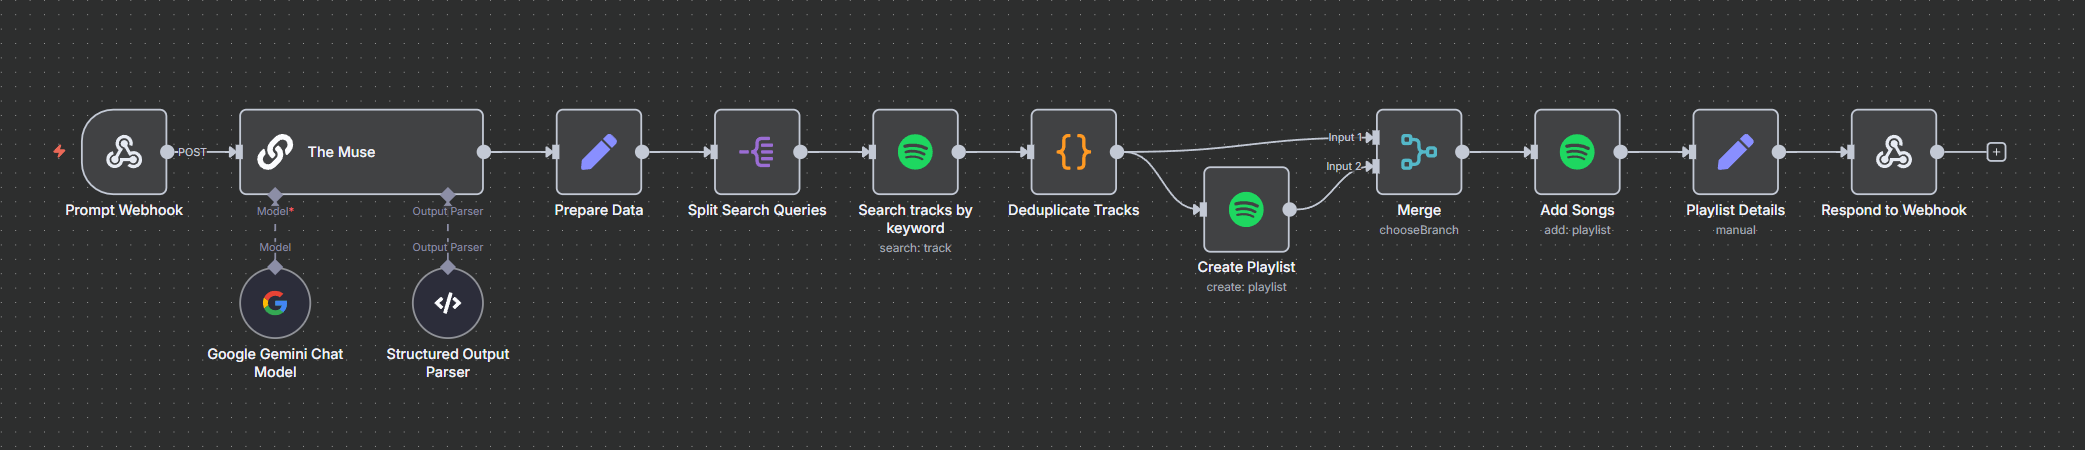 POST
The Muse
Input 1
Input 2
Prompt Webhook
Model*
Output Parser
Prepare Data
Split Search Queries
Search tracks by
keyword
search: track
Deduplicate Tracks
Create Playlist
create: playlist
Merge
chooseBranch
Add Songs
add: playlist
Playlist Details
manual
Respond to Webhook
Model
Output Parser
Google Gemini Chat
Model
Structured Output
Parser